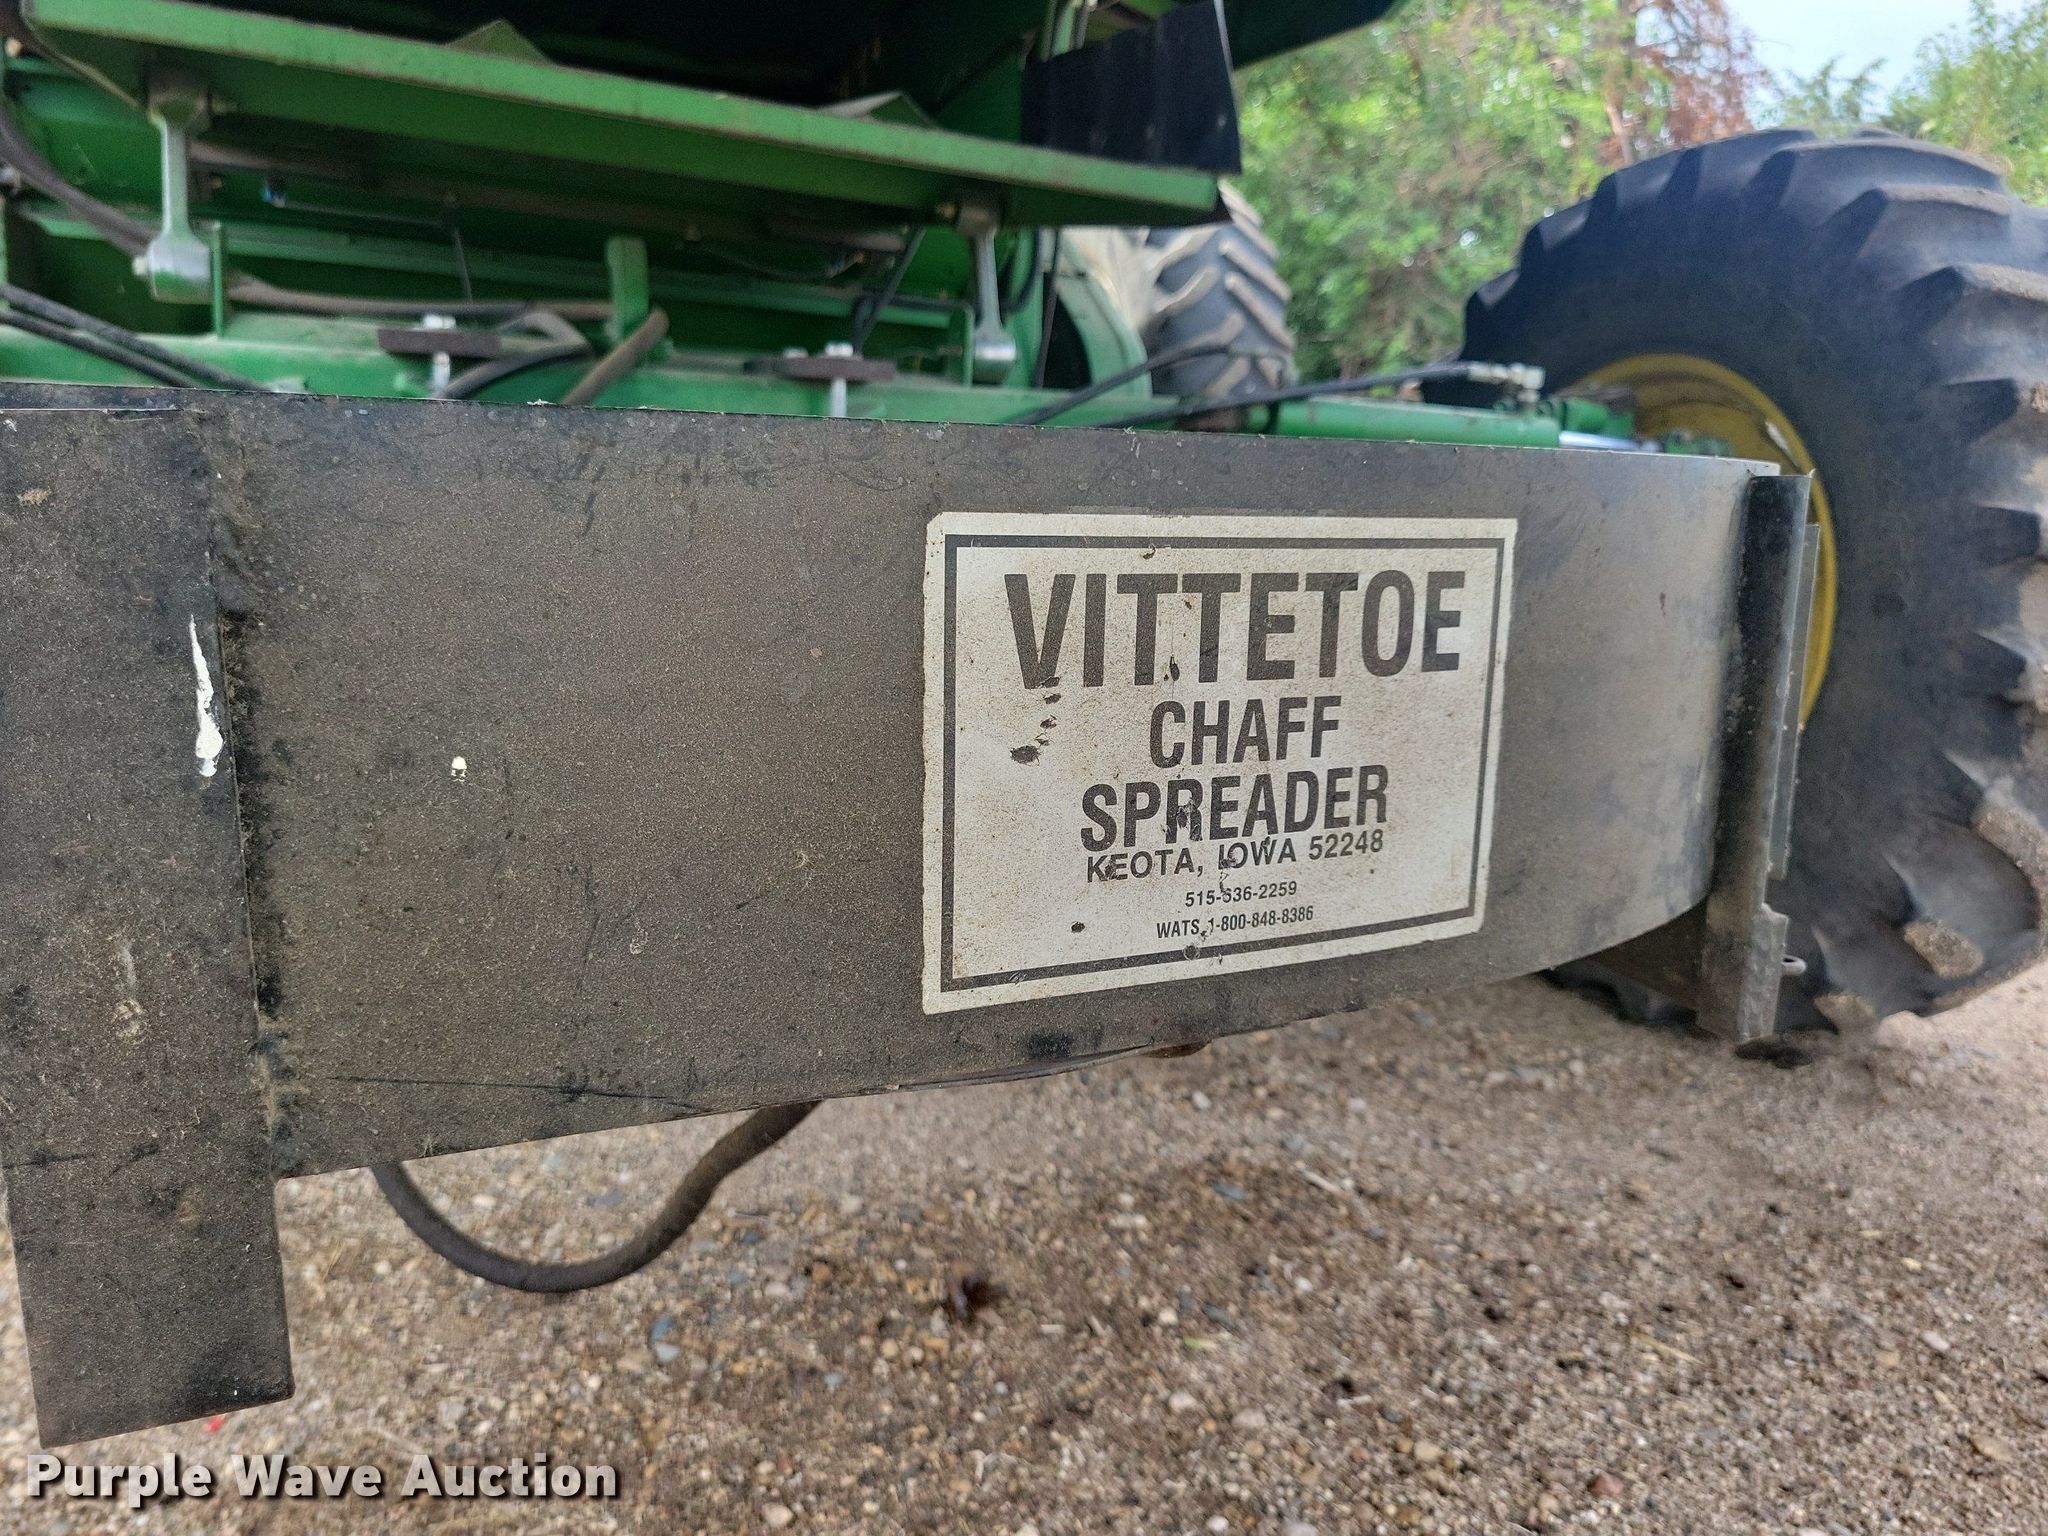 VITTETOE
CHAFF
SPREADER
KEOTA, IOWA 52248
515-636-2259
WATS 1-800-848-8386
Purple Wave Auction